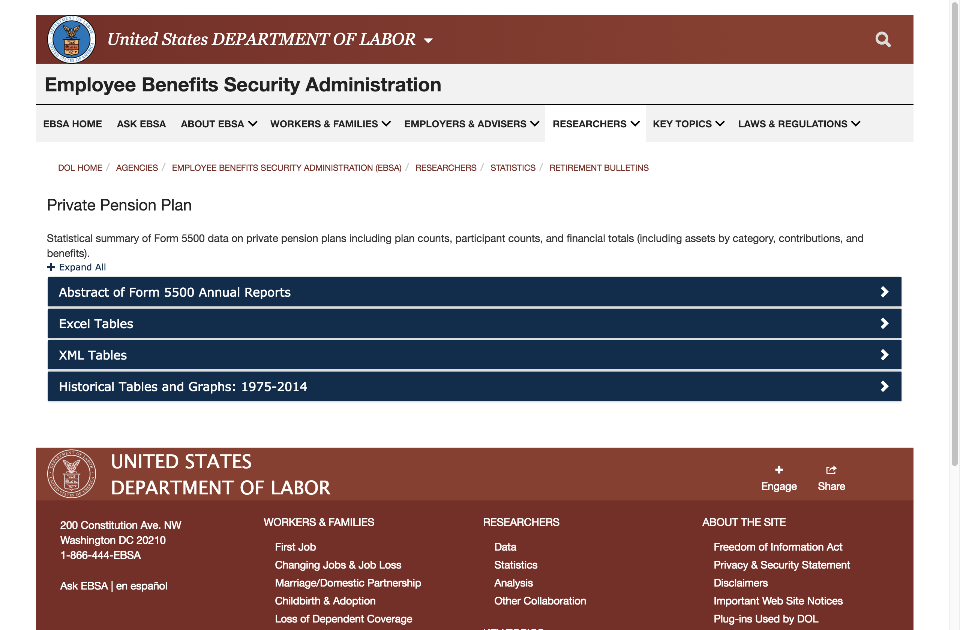 United States DEPARTMENT OF LABOR
Employee Benefits Security Administration
EBSA HOME ASK EBSA ABOUT EBSA WORKERS & FAMILIES EMPLOYERS & ADVISERS RESEARCHERS KEY TOPICS LAWS & REGULATIONS
DOL HOME / AGENCIES / EMPLOYEE BENEFITS SECURITY ADMINISTRATION (EBSA) / RESEARCHERS / STATISTICS / RETIREMENT BULLETINS
Private Pension Plan
Statistical summary of Form 5500 data on private pension plans including plan counts, participant counts, and financial totals (including assets by category, contributions, and
benefits).
Expand All
Abstract of Form 5500 Annual Reports
Excel Tables
XML Tables
Historical Tables and Graphs: 1975-2014
UNITED STATES
DEPARTMENT OF LABOR
Engage
Share
200 Constitution Ave. NW
Washington DC 20210
1-866-444-EBSA
Ask EBSA | en español
WORKERS & FAMILIES
First Job
Changing Jobs & Job Loss
Marriage/Domestic Partnership
Childbirth & Adoption
Loss of Dependent Coverage
RESEARCHERS
Data
Statistics
Analysis
Other Collaboration
ABOUT THE SITE
Freedom of Information Act
Privacy & Security Statement
Disclaimers
Important Web Site Notices
Plug-ins Used by DOL